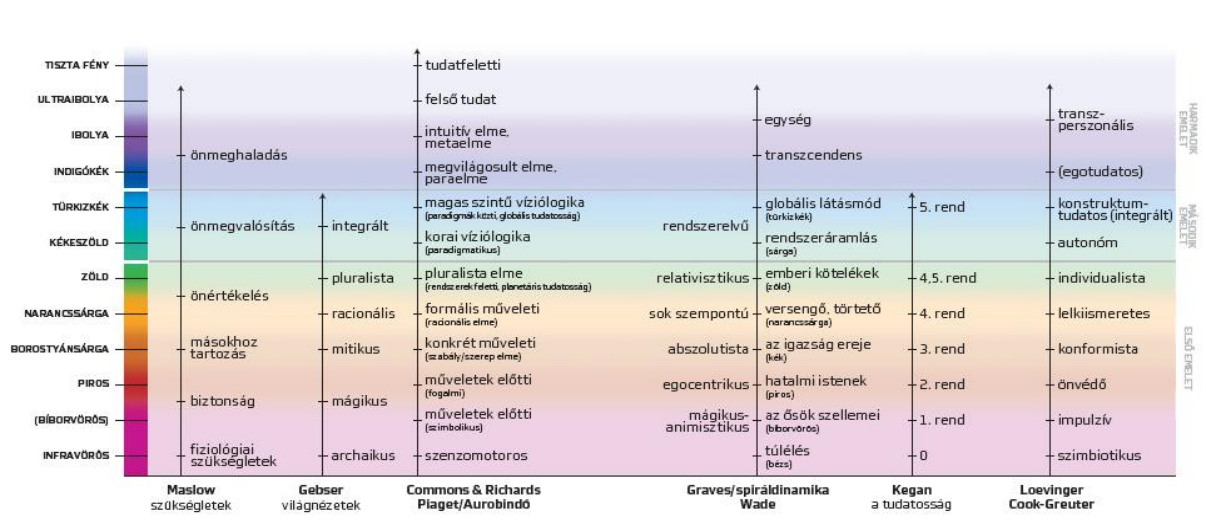 TISZTA FÉNY
ULTRAIBOLYA
IBOLYA
INDIGÓKÉK
TÜRKIZKÉK
KÉKESZÖLD
ZÖLD
NARANCSSÁRGA
BOROSTYÁNSÁRGA
PIROS
(BÍBORVÖRÖS)
INFRAVÖRÖS
önmeghaladás
önmegvalósítás
önértékelés
másokhoz
tartozás
biztonság
fiziológiai
szükségletek
Maslow
szükségletek
integrált
pluralista
racionális
mitikus
mágikus
archaikus
Gebser
világnézetek
tudatfeletti
felső tudat
intuitív elme,
metaelme
megvilágosult elme,
paraelme
magas szintű víziólogika
(paradigmák közti, globális tudatosság)
korai víziólogika
(paradigmatikus)
pluralista elme
(rendszerek feletti, planetáris tudatosság)
formális műveleti
(racionális elme)
konkrét műveleti
(szabály/szerep elme)
műveletek előtti
(fogalmi)
műveletek előtti
(szimbolikus)
szenzomotoros
Commons & Richards
Piaget/Aurobindó
rendszerelvű
relativisztikus
sok szempontú
abszolutista
egocentrikus
mágikus-
animisztikus
egység
transzcendens
globális látásmód
(türkizkék)
rendszeráramlás
(sárga)
emberi kötelékek
(zöld)
versengő, törtető
(narancssárga)
az igazság ereje
(kék)
hatalmi istenek
(piros)
az ősök szellemei
(bíborvörös)
túlélés
(bézs)
Graves/spiráldinamika
Wade
5. rend
4,5. rend
4. rend
3. rend
2. rend
1. rend
0
Kegan
a tudatosság
transz-
perszonális
(egotudatos)
konstruktum-
tudatos (integrált)
autonóm
individualista
lelkiismeretes
konformista
önvédő
impulzív
szimbiotikus
Loevinger
Cook-Greuter
HARMADIK
EMELET
MÁSODIK
EMELET
ELSŐ EMELET